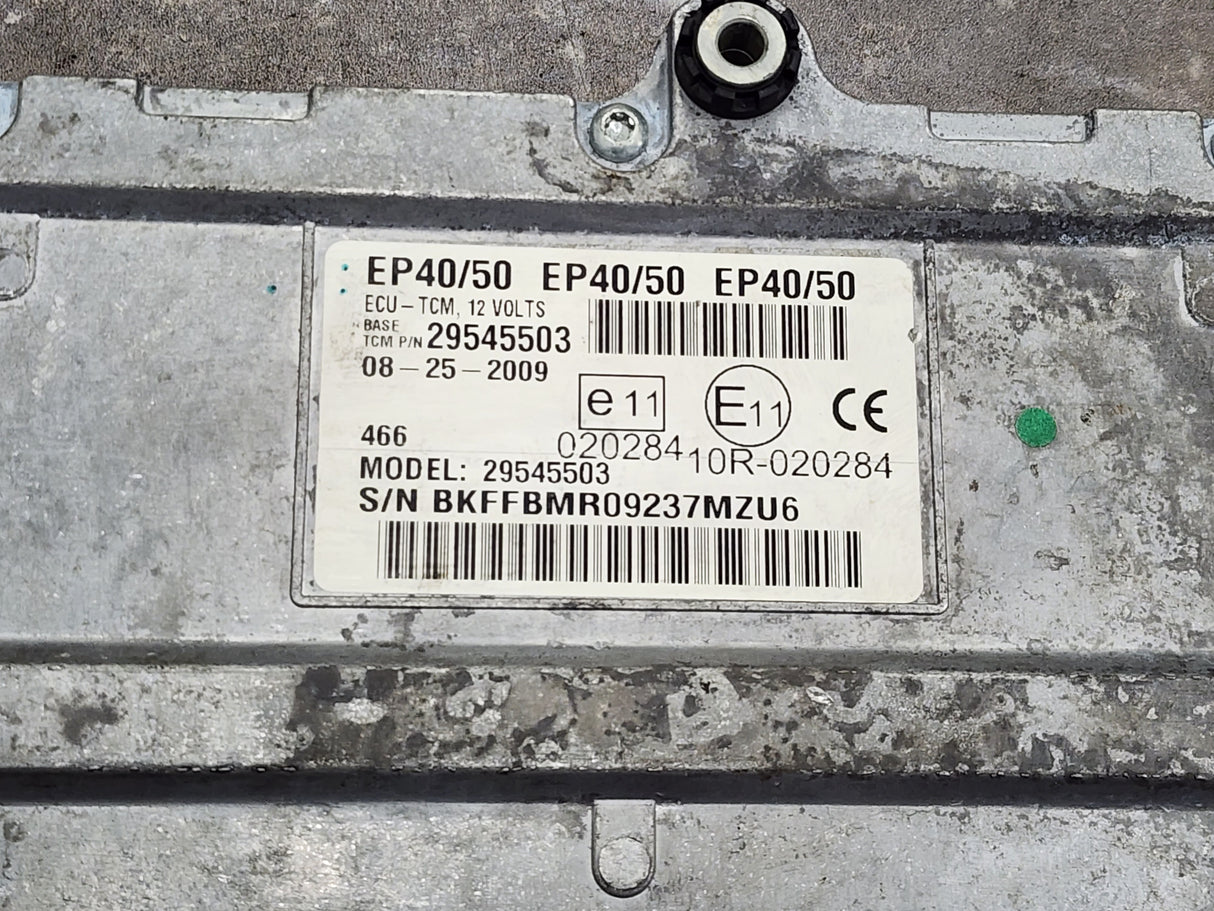 EP40/50 EP40/50 EP40/50
ECU-TCM, 12 VOLTS
BASE
TCM P/N 29545503
08-25-2009
e 11 E11 CE
020284 10R-020284
466
MODEL: 29545503
S/N BKFFBMR09237MZU6